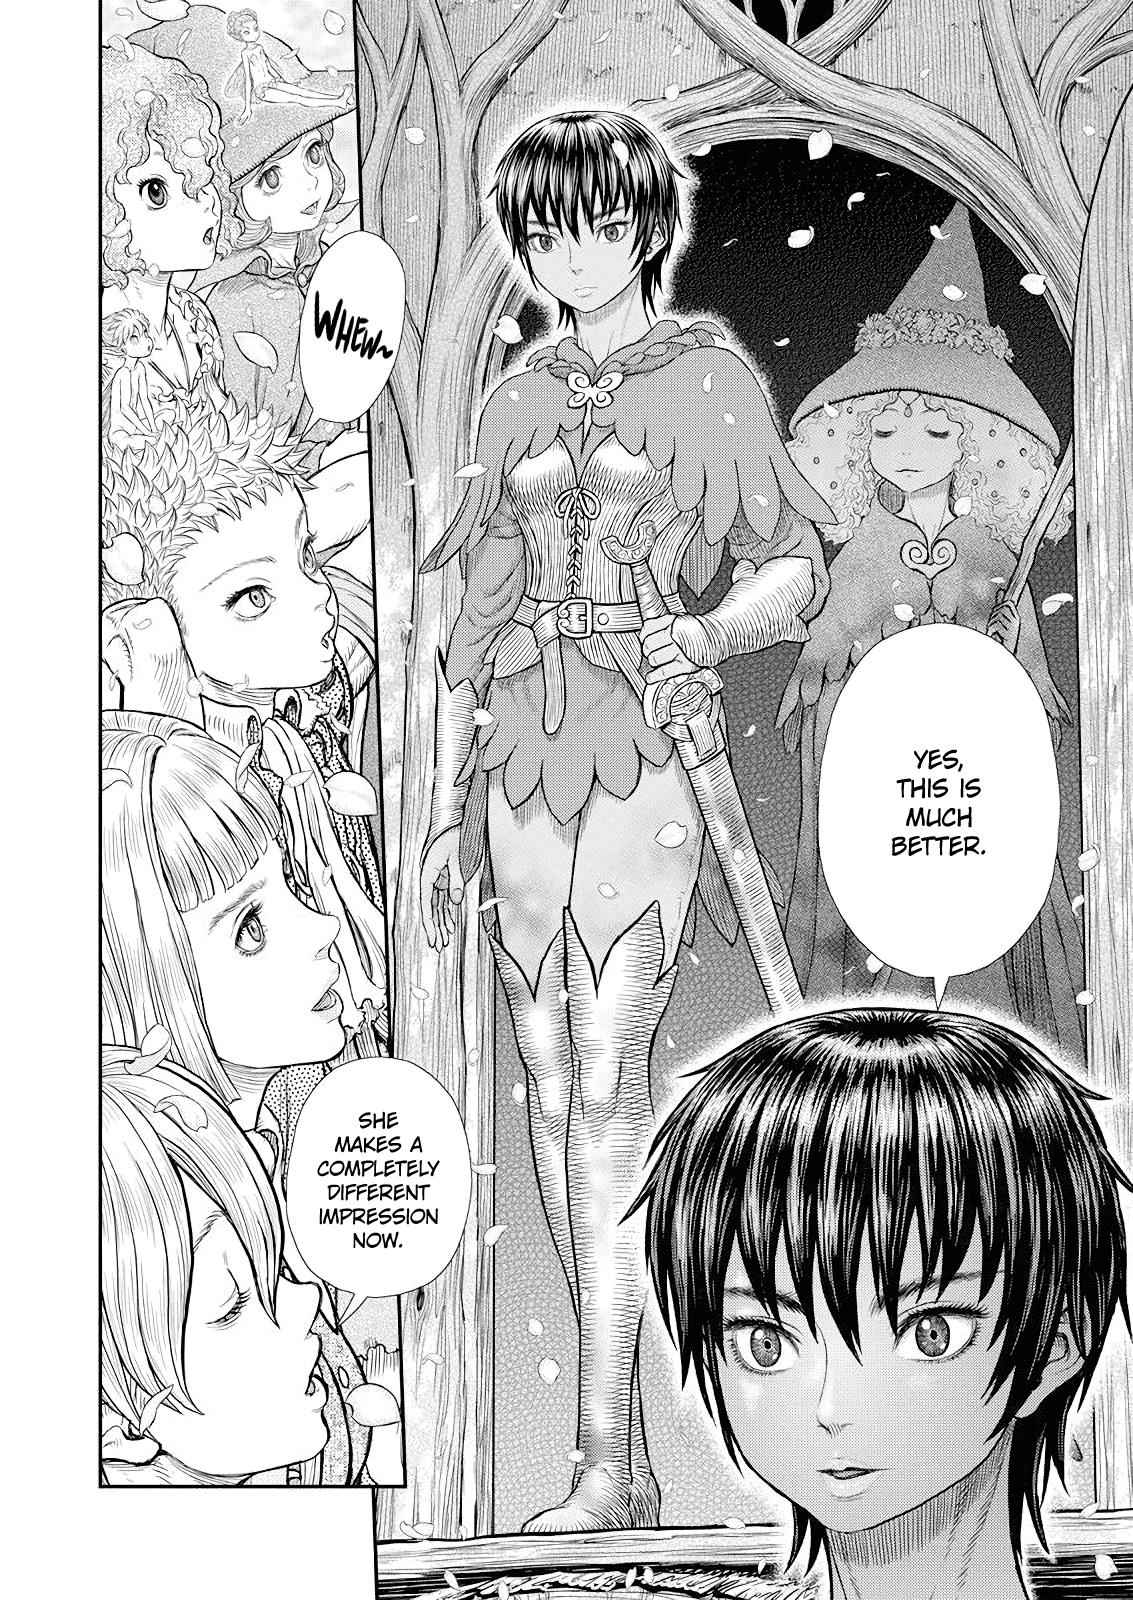 YES,
THIS IS
MUCH
BETTER.
WHEW~
SHE
MAKES A
COMPLETELY
DIFFERENT
IMPRESSION
NOW.